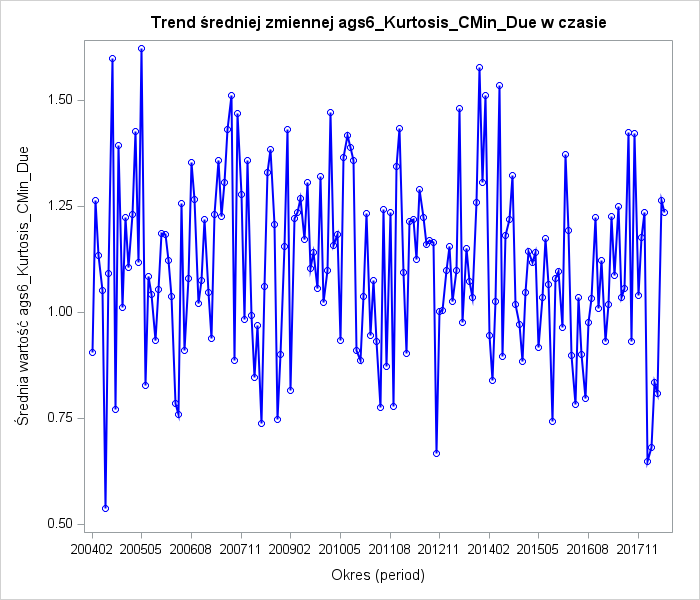 Trend średniej zmiennej ags6_Kurtosis_CMin_Due w czasie
Średnia wartość ags6_Kurtosis_CMin_Due
1.50
1.25
1.00
0.75
0.50
200402 200505 200608 200711 200902 201005 201108 201211 201402 201505 201608 201711
Okres (period)